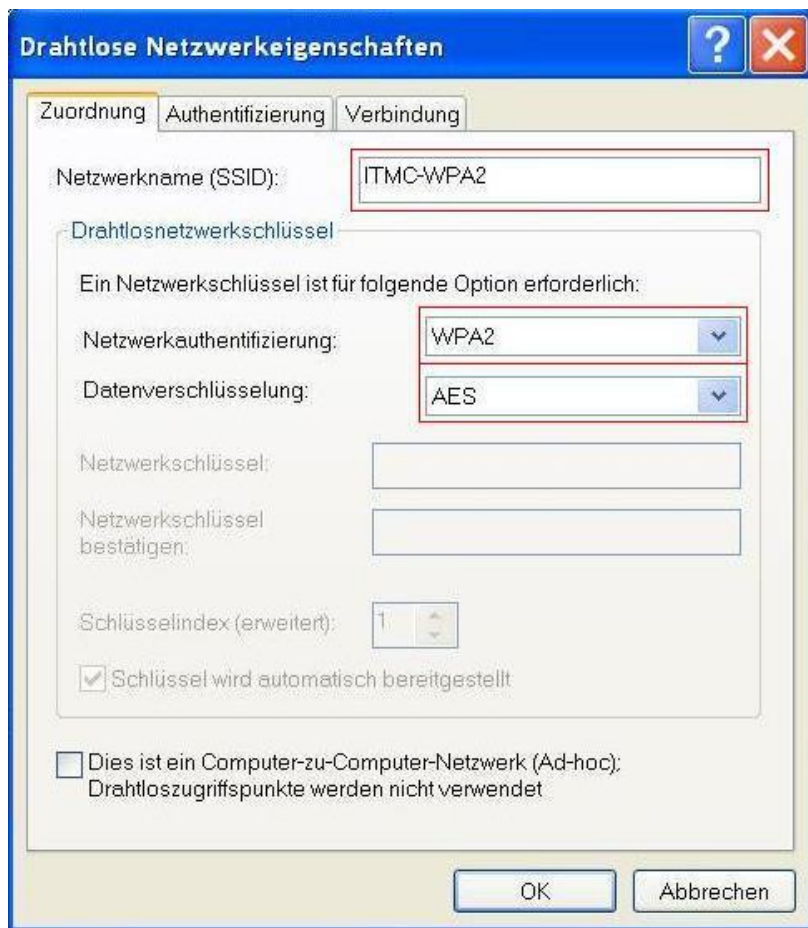 Drahtlose Netzwerkeigenschaften
Zuordnung Authentifizierung Verbindung
Netzwerkname (SSID): ITMC-WPA2
Drahtlosnetzwerkschlüssel
Ein Netzwerkschlüssel ist für folgende Option erforderlich:
Netzwerkauthentifizierung: WPA2
Datenverschlüsselung: AES
Netzwerkschlüssel:
Netzwerkschlüssel
bestätigen:
Schlüsselindex (erweitert): 1
Schlüssel wird automatisch bereitgestellt
Dies ist ein Computer-zu-Computer-Netzwerk (Ad-hoc);
Drahtloszugriffspunkte werden nicht verwendet
OK Abbrechen